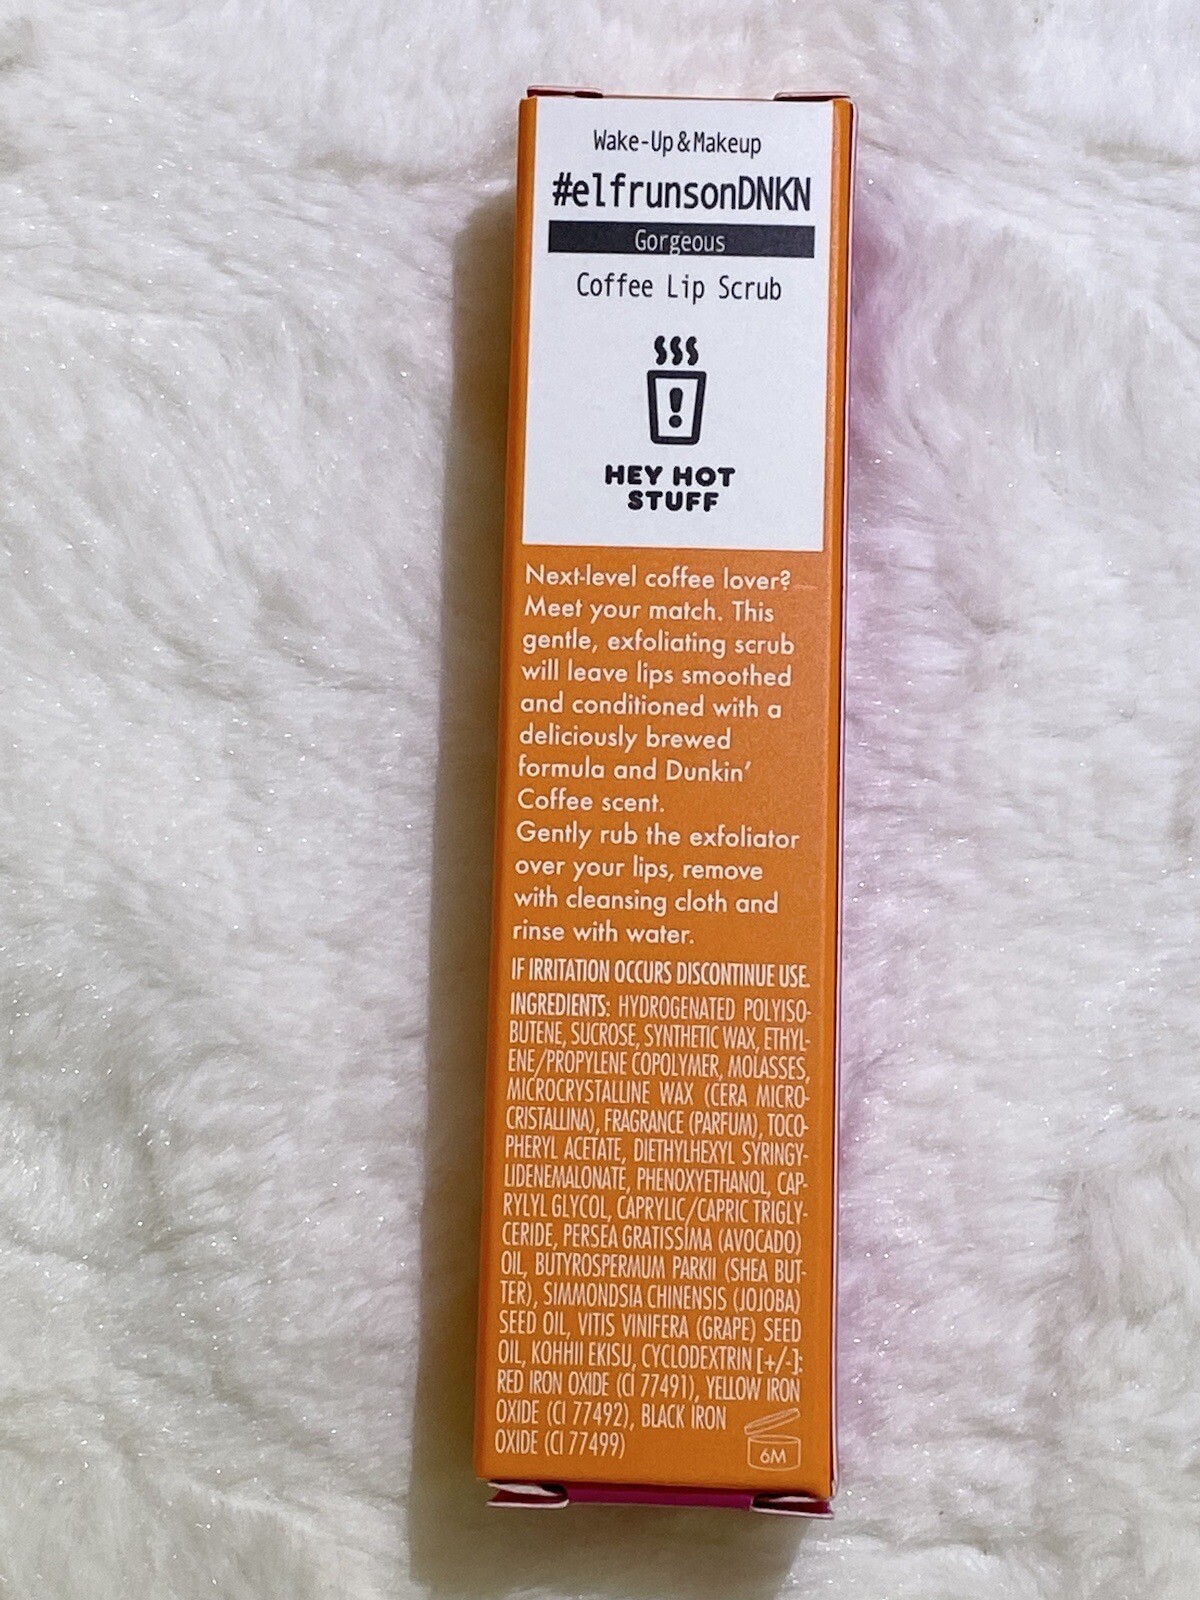 Wake-Up & Makeup
#elfrunsonDNKN
Gorgeous
Coffee Lip Scrub
HEY HOT
STUFF
Next-level coffee lover?
Meet your match. This
gentle, exfoliating scrub
will leave lips smoothed
and conditioned with a
deliciously brewed
formula and Dunkin'
Coffee scent.
Gently rub the exfoliator
over your lips, remove
with cleansing cloth and
rinse with water.
IF IRRITATION OCCURS DISCONTINUE USE.
INGREDIENTS: HYDROGENATED POLYISO-
BUTENE, SUCROSE, SYNTHETIC WAX, ETHYL-
ENE/PROPYLENE COPOLYMER, MOLASSES,
MICROCRYSTALLINE WAX (CERA MICRO-
CRISTALLINA), FRAGRANCE (PARFUM), TOCO-
PHERYL ACETATE, DIETHYLHEXYL SYRINGY-
LIDENEMALONATE, PHENOXYETHANOL, CAP-
RYLYL GLYCOL, CAPRYLIC/CAPRIC TRIGLY-
CERIDE, PERSEA GRATISSIMA (AVOCADO)
OIL, BUTYROSPERMUM PARKII (SHEA BUT-
TER), SIMMONDSIA CHINENSIS (JOJOBA)
SEED OIL, VITIS VINIFERA (GRAPE) SEED
OIL, KOHHII EKISU, CYCLODEXTRIN [+/-]:
RED IRON OXIDE (CI 77491), YELLOW IRON
OXIDE (CI 77492), BLACK IRON
OXIDE (CI 77499)
6M